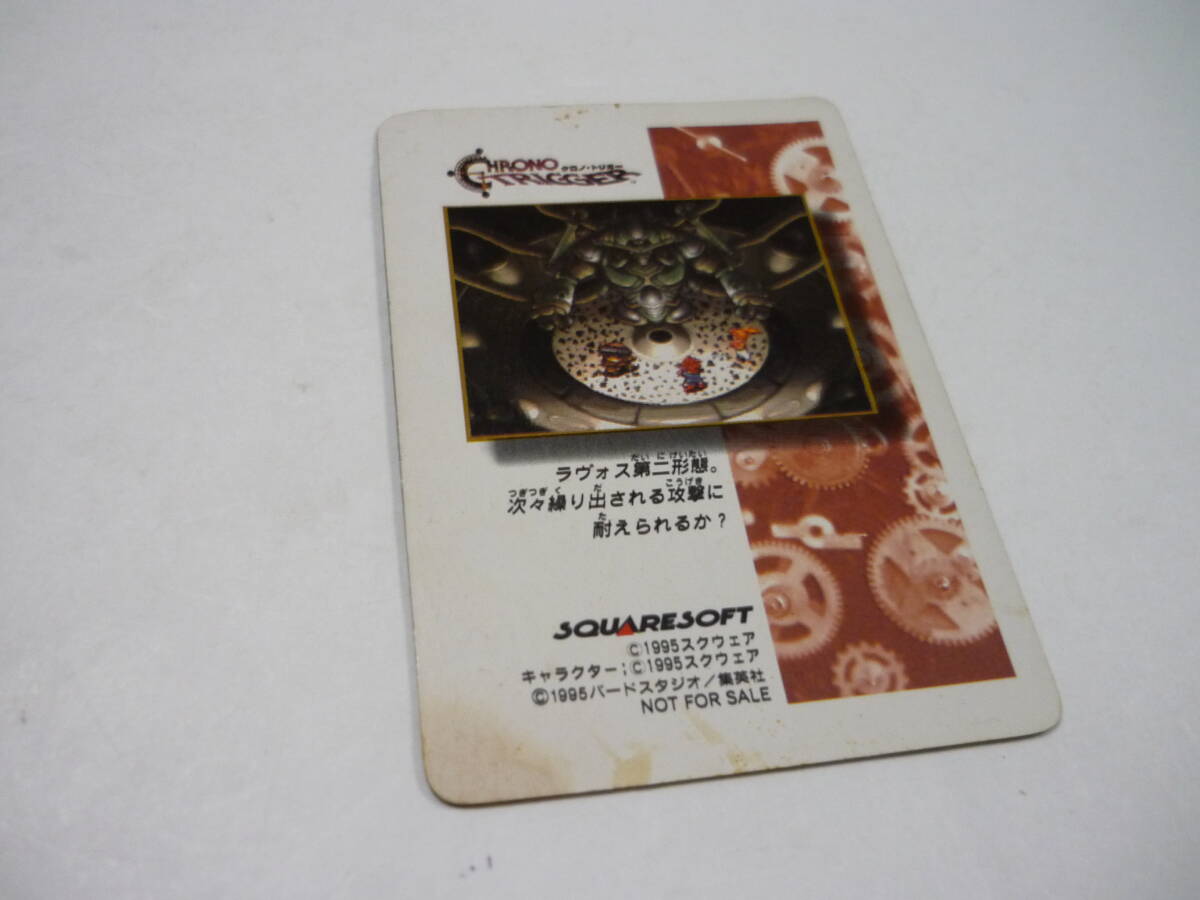 CHRONO
クロノ・トリガー
TRIGGER
ラヴォス第二形態。
次々繰り出される攻撃に
耐えられるか？
SQUARESOFT
©1995スクウェア
キャラクター；©1995スクウェア
©1995バードスタジオ／集英社
NOT FOR SALE